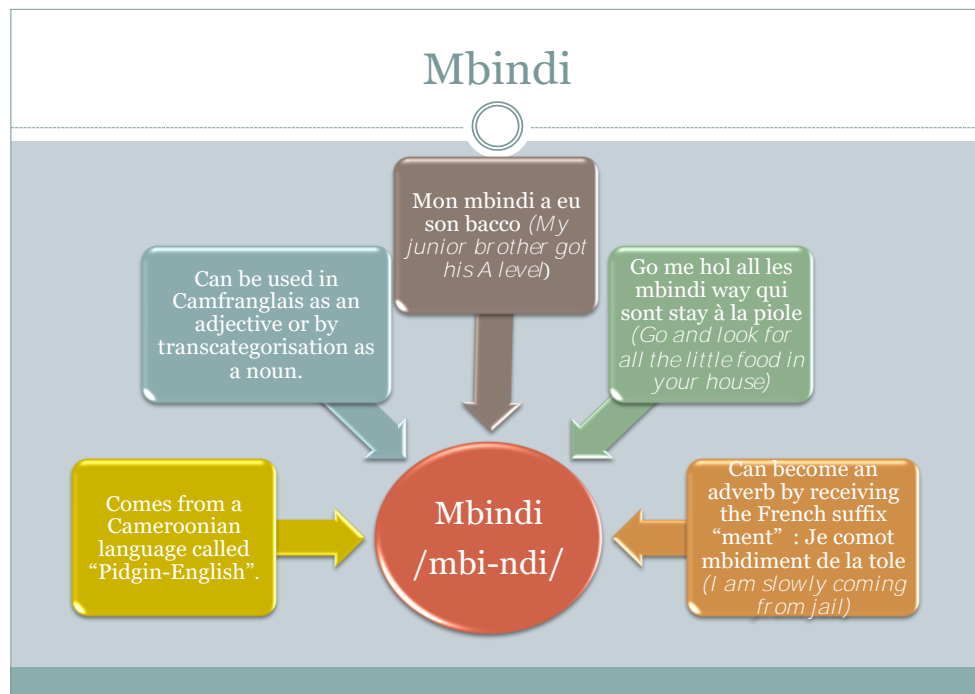 Mbindi
Mon mbindi a eu
son bacco (My
junior brother got
his A level)
Can be used in
Camfranglais as an
adjective or by
transcategorisation as
a noun.
Go me hol all les
mbindi way qui
sont stay à la piole
(Go and look for
all the little food in
your house)
Comes from a
Cameroonian
language called
“Pidgin-English”.
Mbindi
/mbi-ndi/
Can become an
adverb by receiving
the French suffix
“ment” : Je comot
mbidiment de la tole
(I am slowly coming
from jail)